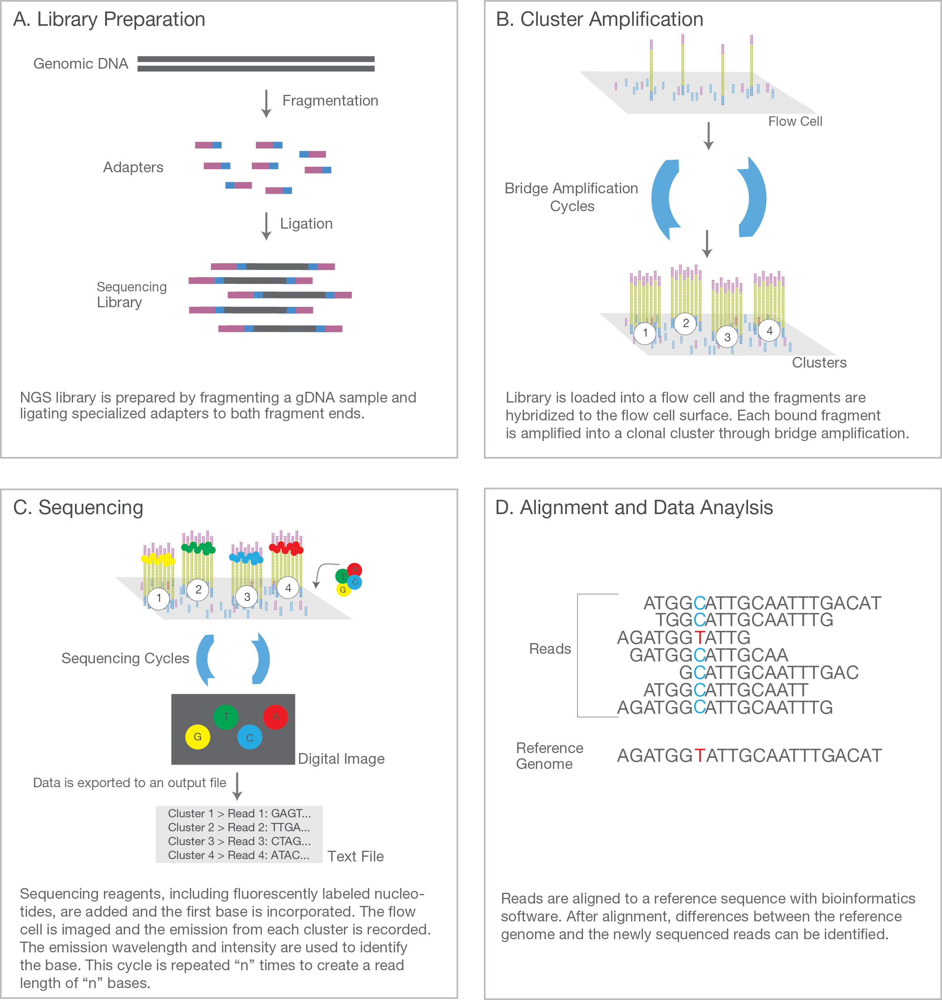 A. Library Preparation
Genomic DNA
Fragmentation
Adapters
Ligation
Sequencing
Library
NGS library is prepared by fragmenting a gDNA sample and
ligating specialized adapters to both fragment ends.
B. Cluster Amplification
Flow Cell
Bridge Amplification
Cycles
1
2
3
4
Clusters
Library is loaded into a flow cell and the fragments are
hybridized to the flow cell surface. Each bound fragment
is amplified into a clonal cluster through bridge amplification.
C. Sequencing
1
2
3
4
A
T
C
G
Sequencing Cycles
T
A
G
C
Digital Image
Data is exported to an output file
Cluster 1 > Read 1: GAGT...
Cluster 2 > Read 2: TTGA...
Cluster 3 > Read 3: CTAG...
Cluster 4 > Read 4: ATAC...
Text File
Sequencing reagents, including fluorescently labeled nucleo-
tides, are added and the first base is incorporated. The flow
cell is imaged and the emission from each cluster is recorded.
The emission wavelength and intensity are used to identify
the base. This cycle is repeated “n” times to create a read
length of “n” bases.
D. Alignment and Data Anaylsis
Reads
ATGGCATTGCAATTTGACAT
TGGCATTGCAATTTG
AGATGGTATTG
GATGGCATTGCAA
GCATTGCAATTTGAC
ATGGCATTGCAATT
AGATGGCATTGCAATTTG
Reference
Genome
AGATGGTATTGCAATTTGACAT
Reads are aligned to a reference sequence with bioinformatics
software. After alignment, differences between the reference
genome and the newly sequenced reads can be identified.